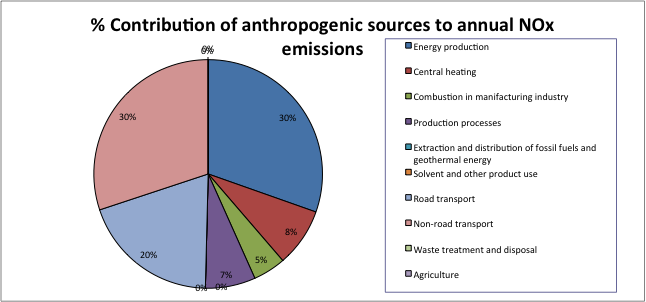 % Contribution of anthropogenic sources to annual NOx
emissions
0%
0%
30%
30%
8%
5%
7%
0%
0%
20%
Energy production
Central heating
Combustion in manifacturing industry
Production processes
Extraction and distribution of fossil fuels and
geothermal energy
Solvent and other product use
Road transport
Non-road transport
Waste treatment and disposal
Agriculture